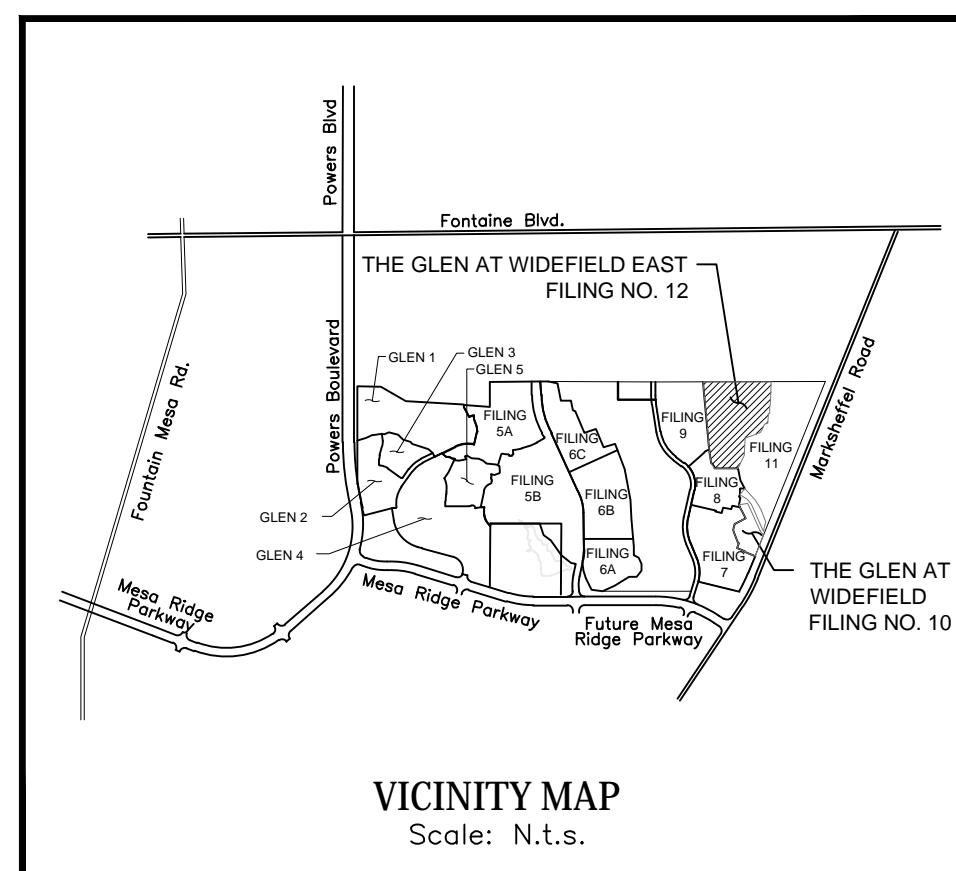 Powers Blvd
Fontaine Blvd.
THE GLEN AT WIDEFIELD EAST
FILING NO. 12
Fountain Mesa Rd.
Powers Boulevard
Marksheffel Road
GLEN 1
GLEN 3
GLEN 5
FILING
5A
FILING
6C
FILING
9
FILING
11
GLEN 2
FILING
5B
FILING
6B
FILING
8
GLEN 4
FILING
6A
FILING
7
THE GLEN AT
WIDEFIELD
FILING NO. 10
Mesa Ridge
Parkway
Mesa Ridge Parkway
Future Mesa
Ridge Parkway
VICINITY MAP
Scale: N.t.s.